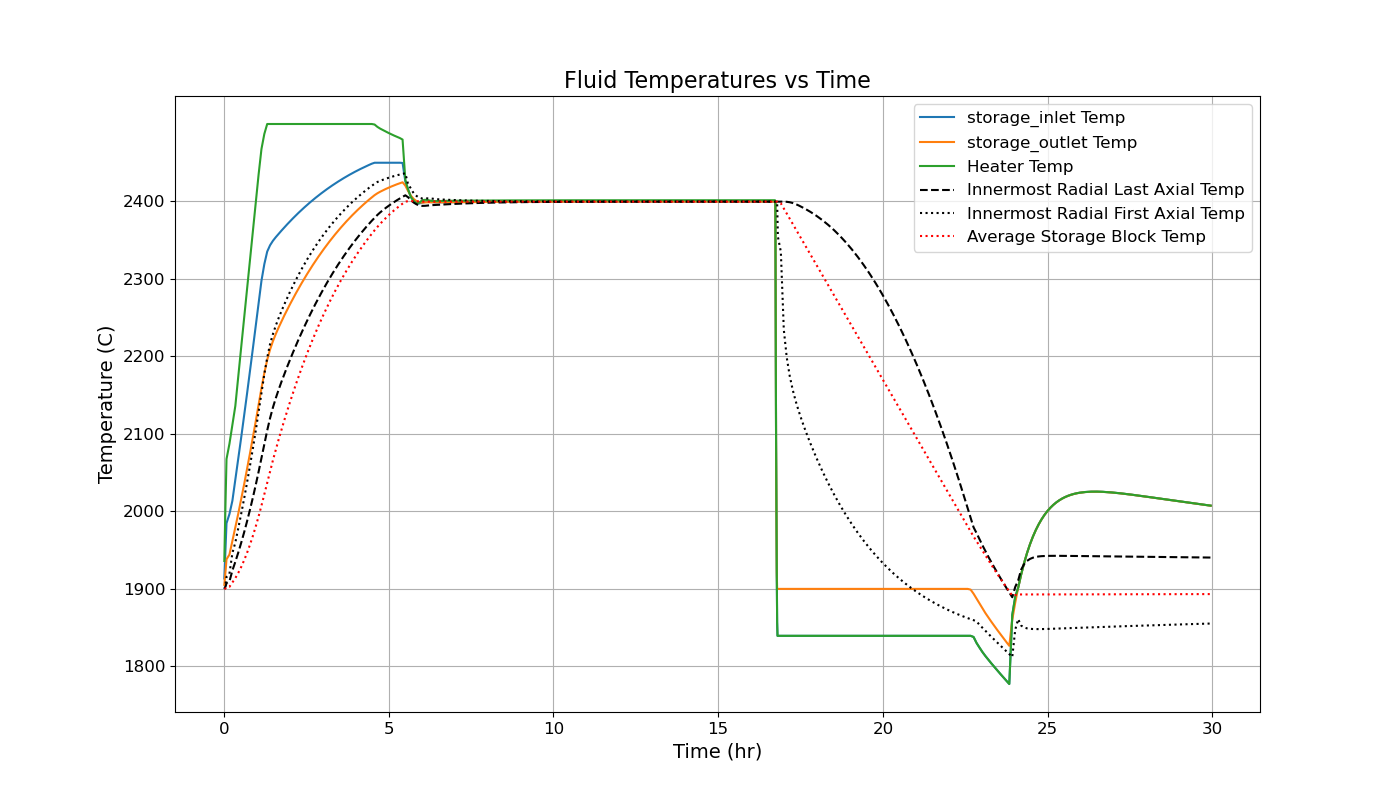 Fluid Temperatures vs Time
storage_inlet Temp
storage_outlet Temp
Heater Temp
Innermost Radial Last Axial Temp
Innermost Radial First Axial Temp
Average Storage Block Temp
Temperature (C)
2400
2300
2200
2100
2000
1900
1800
0 5 10 15 20 25 30
Time (hr)